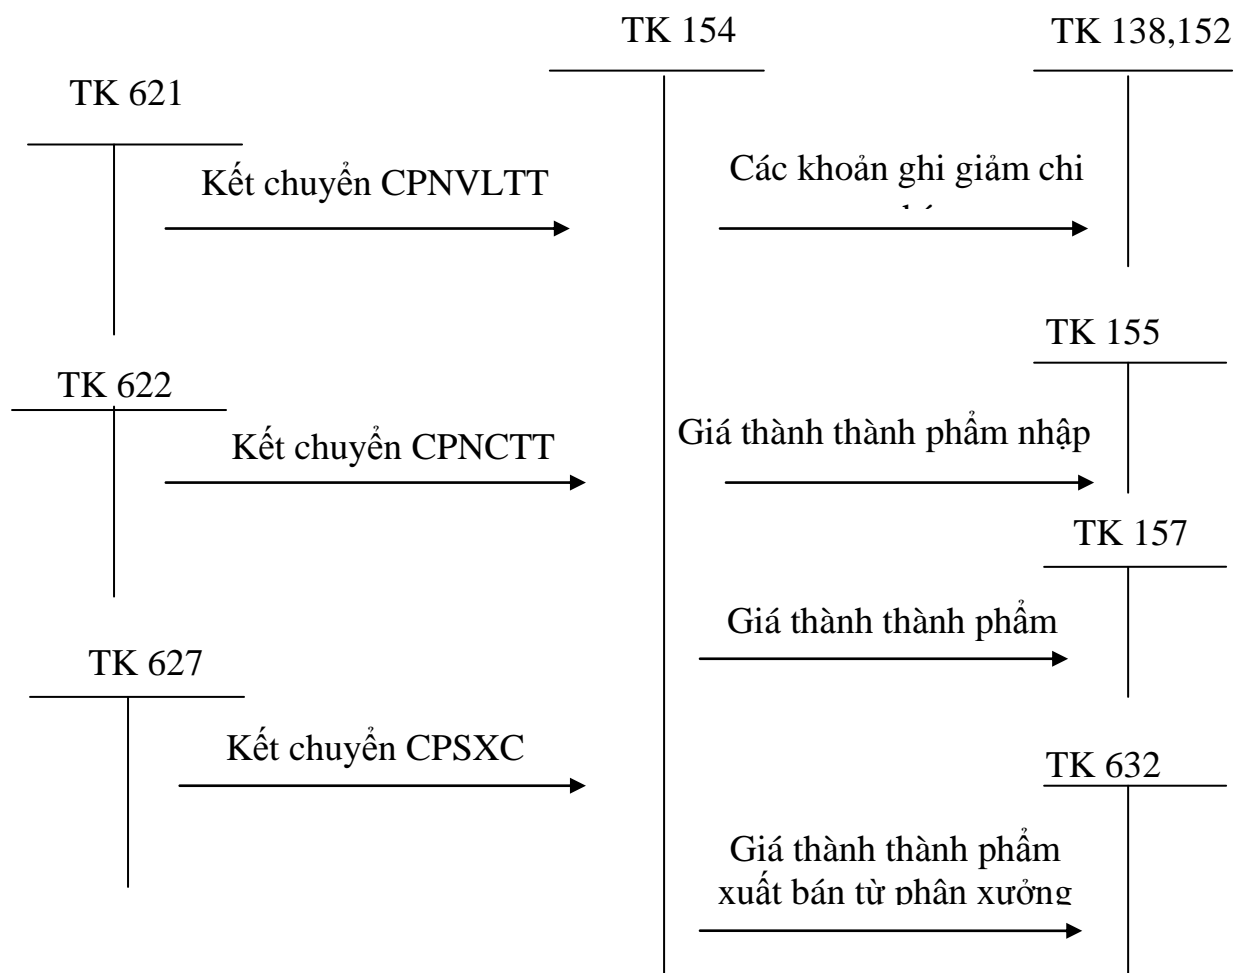 TK 154
TK 138,152
TK 621
Kết chuyển CPNVLTT
Các khoản ghi giảm chi
TK 155
TK 622
Kết chuyển CPNCTT
Giá thành thành phẩm nhập
TK 157
Giá thành thành phẩm
TK 627
Kết chuyển CPSXC
TK 632
Giá thành thành phẩm
xuất bán từ phân xưởng